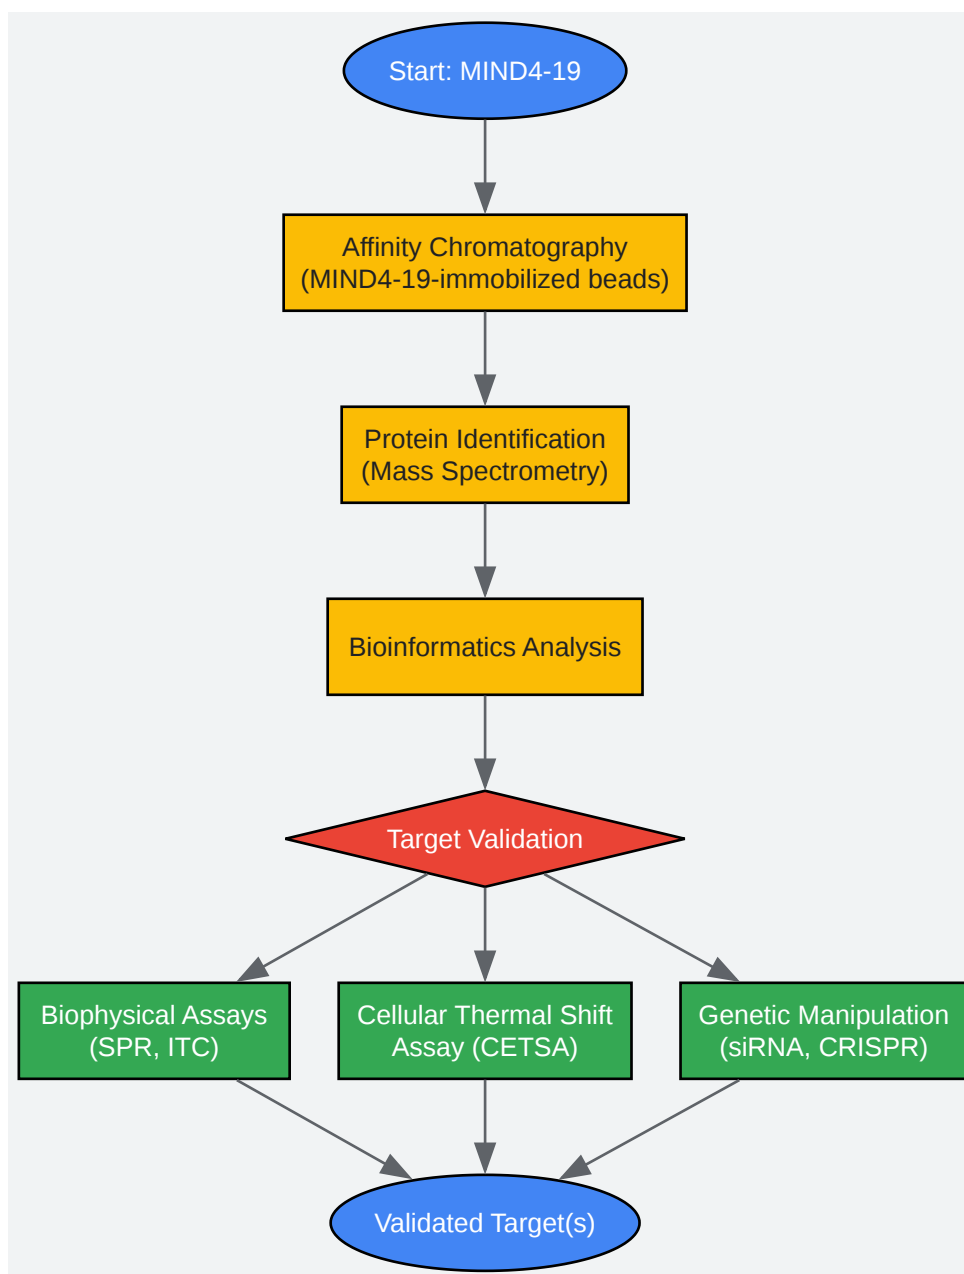 Start: MIND4-19
Affinity Chromatography
(MIND4-19-immobilized beads)
Protein Identification
(Mass Spectrometry)
Bioinformatics Analysis
Target Validation
Biophysical Assays
(SPR, ITC)
Cellular Thermal Shift
Assay (CETSA)
Genetic Manipulation
(siRNA, CRISPR)
Validated Target(s)